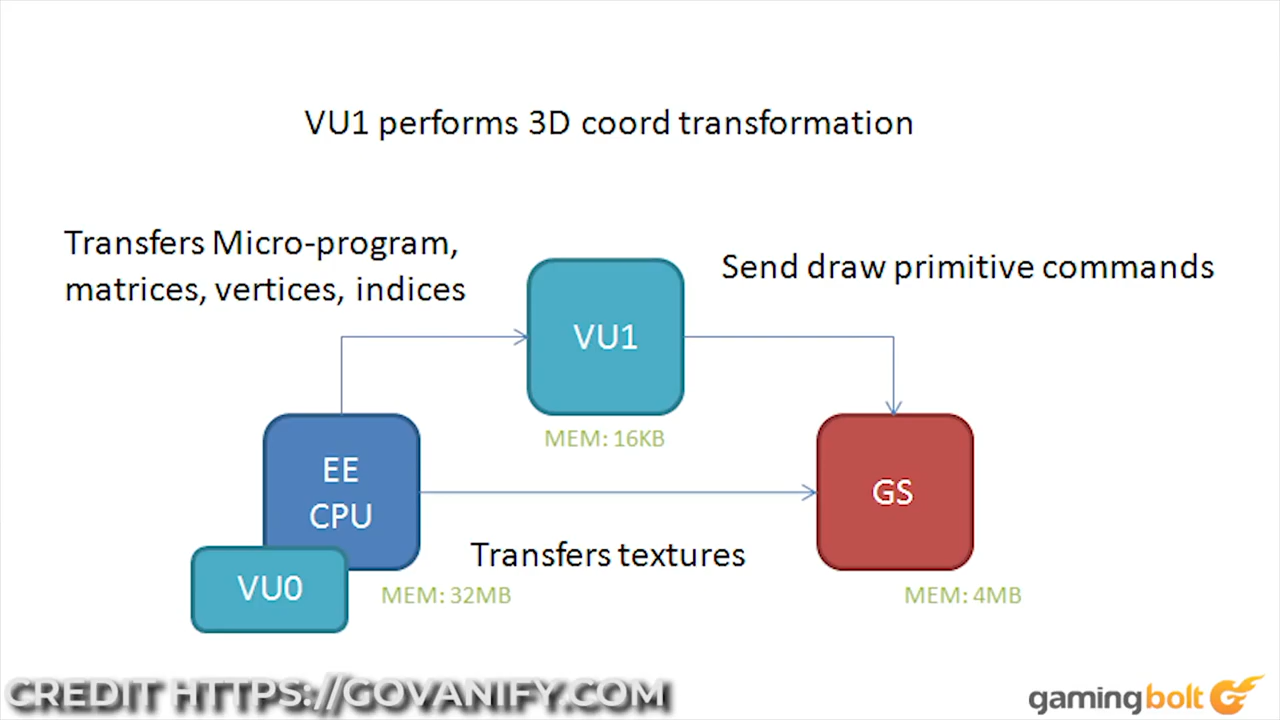 VU1 performs 3D coord transformation
Transfers Micro-program,
matrices, vertices, indices
Send draw primitive commands
VU1
MEM: 16KB
EE
CPU
GS
Transfers textures
VU0
MEM: 32MB
MEM: 4MB
CREDIT HTTPS://GOVANIFY.COM
gamingbolt